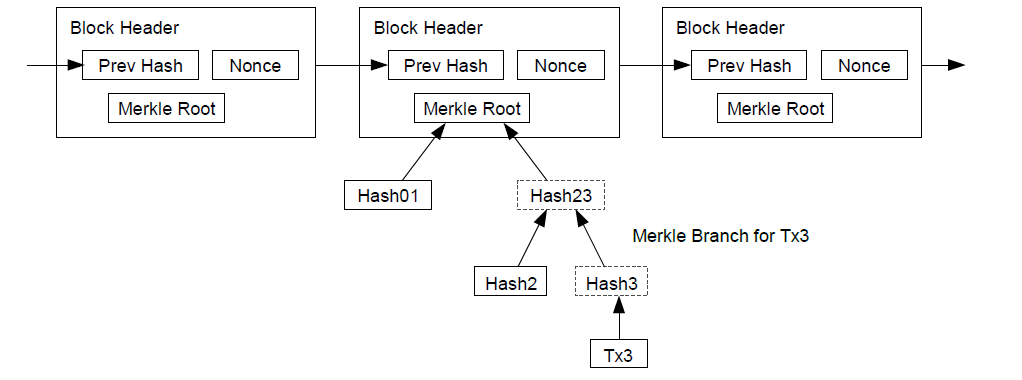 Block Header
Prev Hash
Nonce
Merkle Root
Block Header
Prev Hash
Nonce
Merkle Root
Block Header
Prev Hash
Nonce
Merkle Root
Hash01
Hash23
Merkle Branch for Tx3
Hash2
Hash3
Tx3